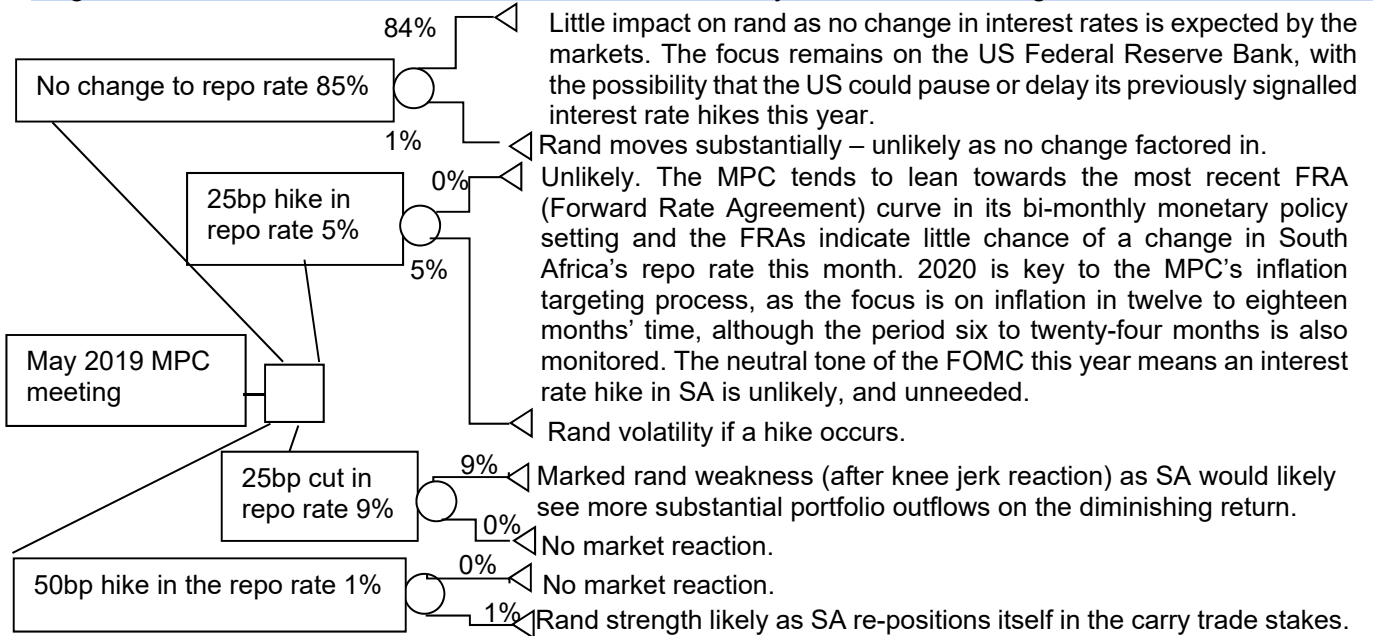 84%
Little impact on rand as no change in interest rates is expected by the
markets. The focus remains on the US Federal Reserve Bank, with
the possibility that the US could pause or delay its previously signalled
interest rate hikes this year.
No change to repo rate 85%
1%
Rand moves substantially – unlikely as no change factored in.
25bp hike in
repo rate 5%
0%
Unlikely. The MPC tends to lean towards the most recent FRA
(Forward Rate Agreement) curve in its bi-monthly monetary policy
setting and the FRAs indicate little chance of a change in South
Africa's repo rate this month. 2020 is key to the MPC's inflation
targeting process, as the focus is on inflation in twelve to eighteen
months' time, although the period six to twenty-four months is also
monitored. The neutral tone of the FOMC this year means an interest
rate hike in SA is unlikely, and unneeded.
5%
Rand volatility if a hike occurs.
May 2019 MPC
meeting
25bp cut in
repo rate 9%
9%
Marked rand weakness (after knee jerk reaction) as SA would likely
see more substantial portfolio outflows on the diminishing return.
0%
No market reaction.
50bp hike in the repo rate 1%
0%
No market reaction.
1%
Rand strength likely as SA re-positions itself in the carry trade stakes.